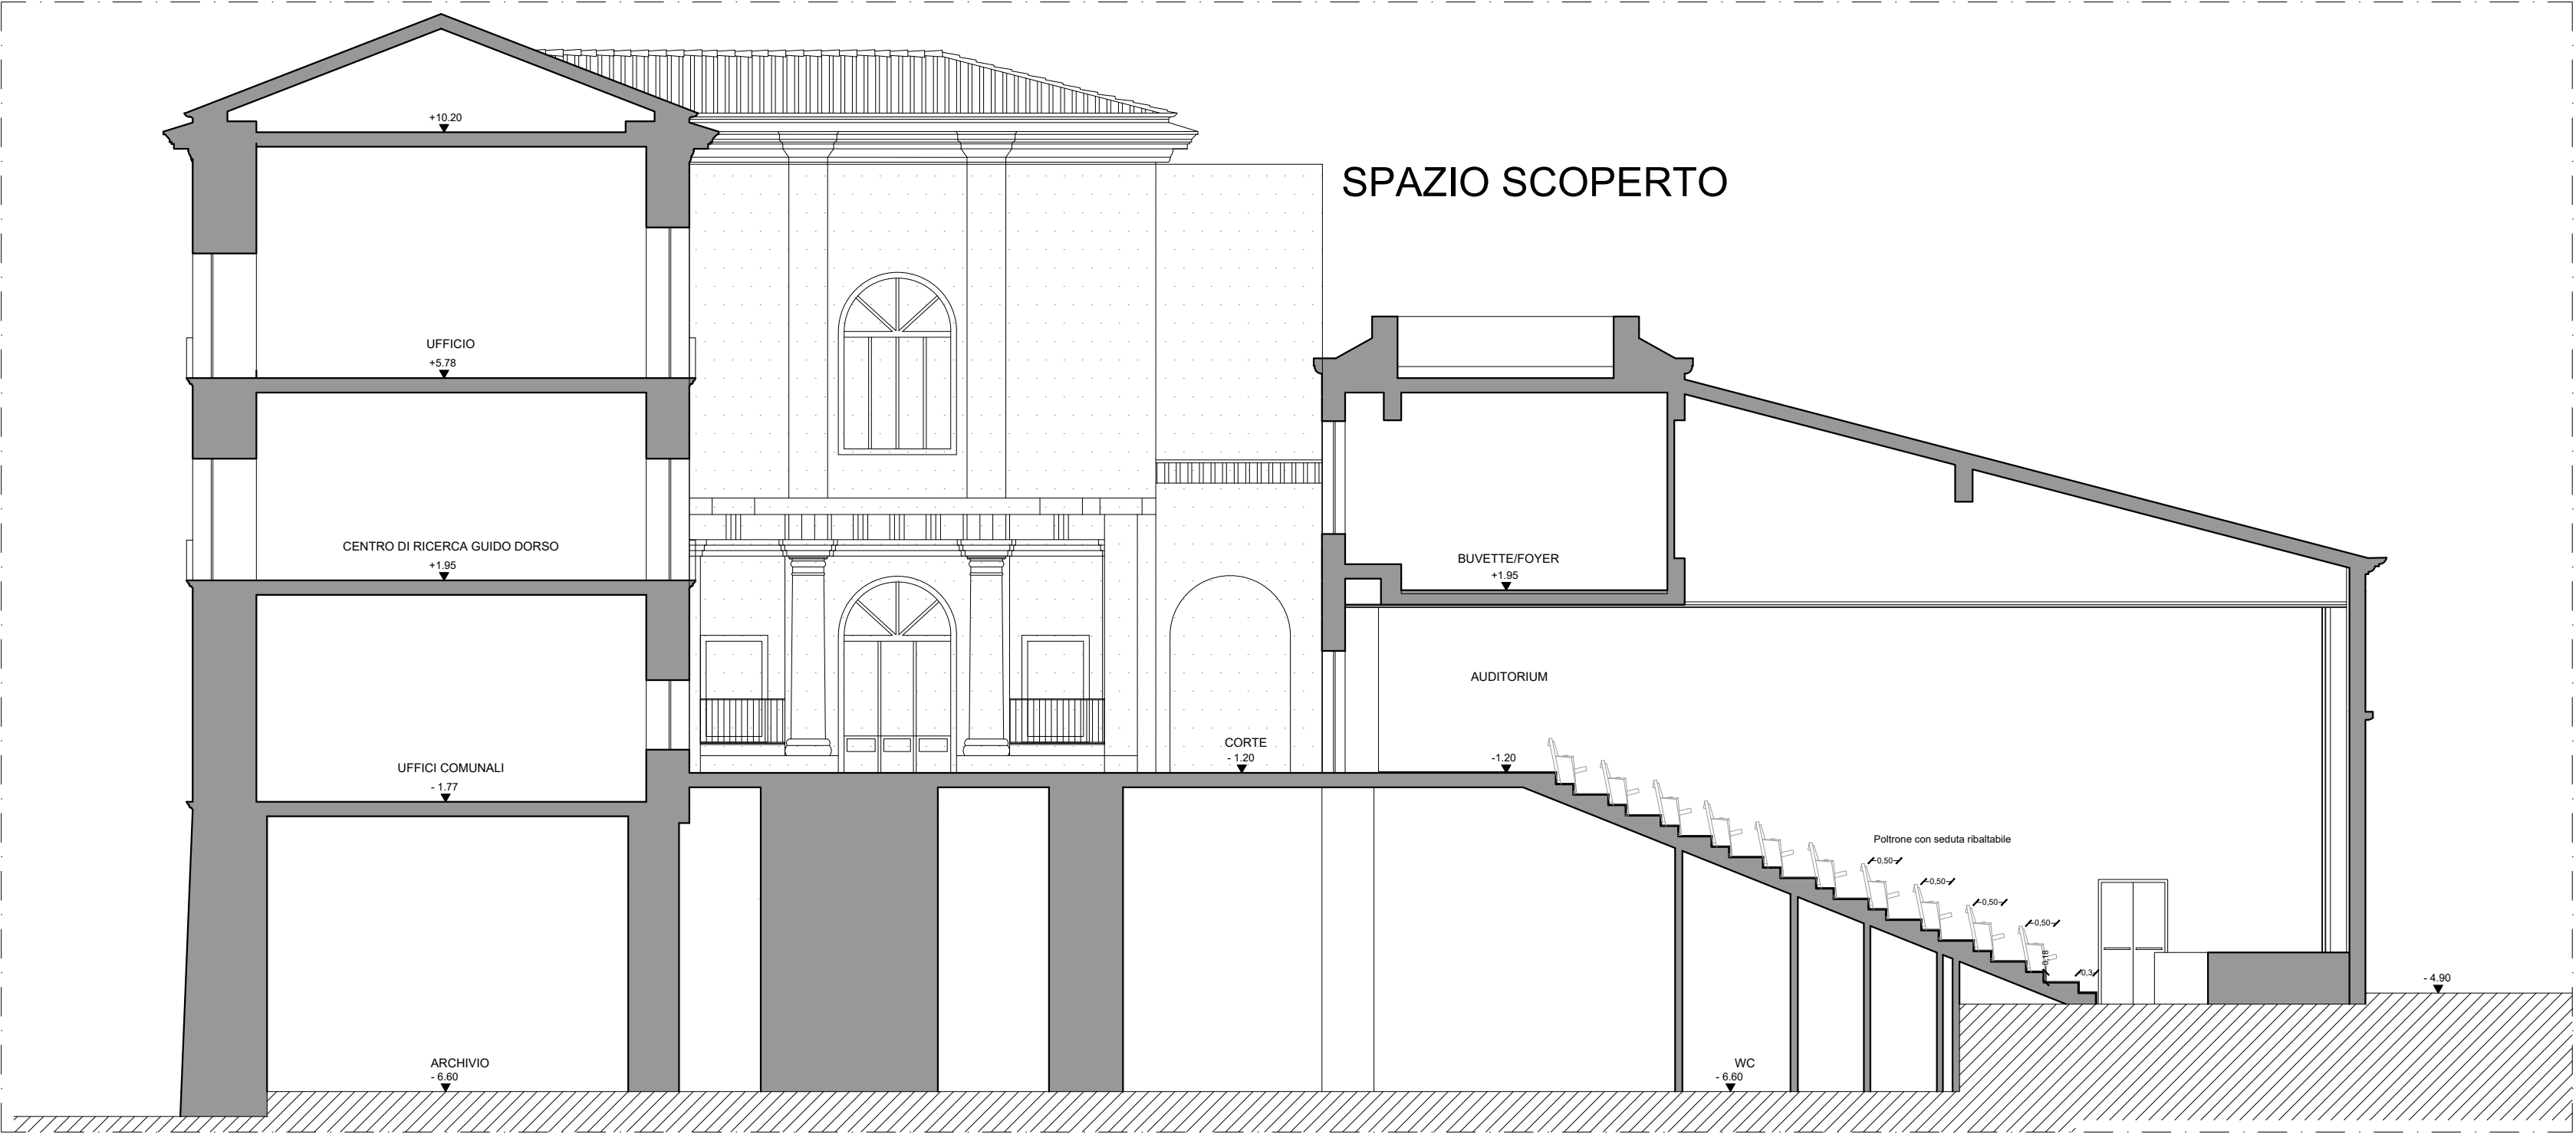 SPAZIO SCOPERTO
+10.20
UFFICIO
+5.78
CENTRO DI RICERCA GUIDO DORSO
+1.95
UFFICI COMUNALI
- 1.77
ARCHIVIO
- 6.60
CORTE
- 1.20
BUVETTE/FOYER
+1.95
AUDITORIUM
-1.20
Poltrone con seduta ribaltabile
0,50
0,50
0,50
0,50
0,18
0,3
WC
- 6.60
- 4.90